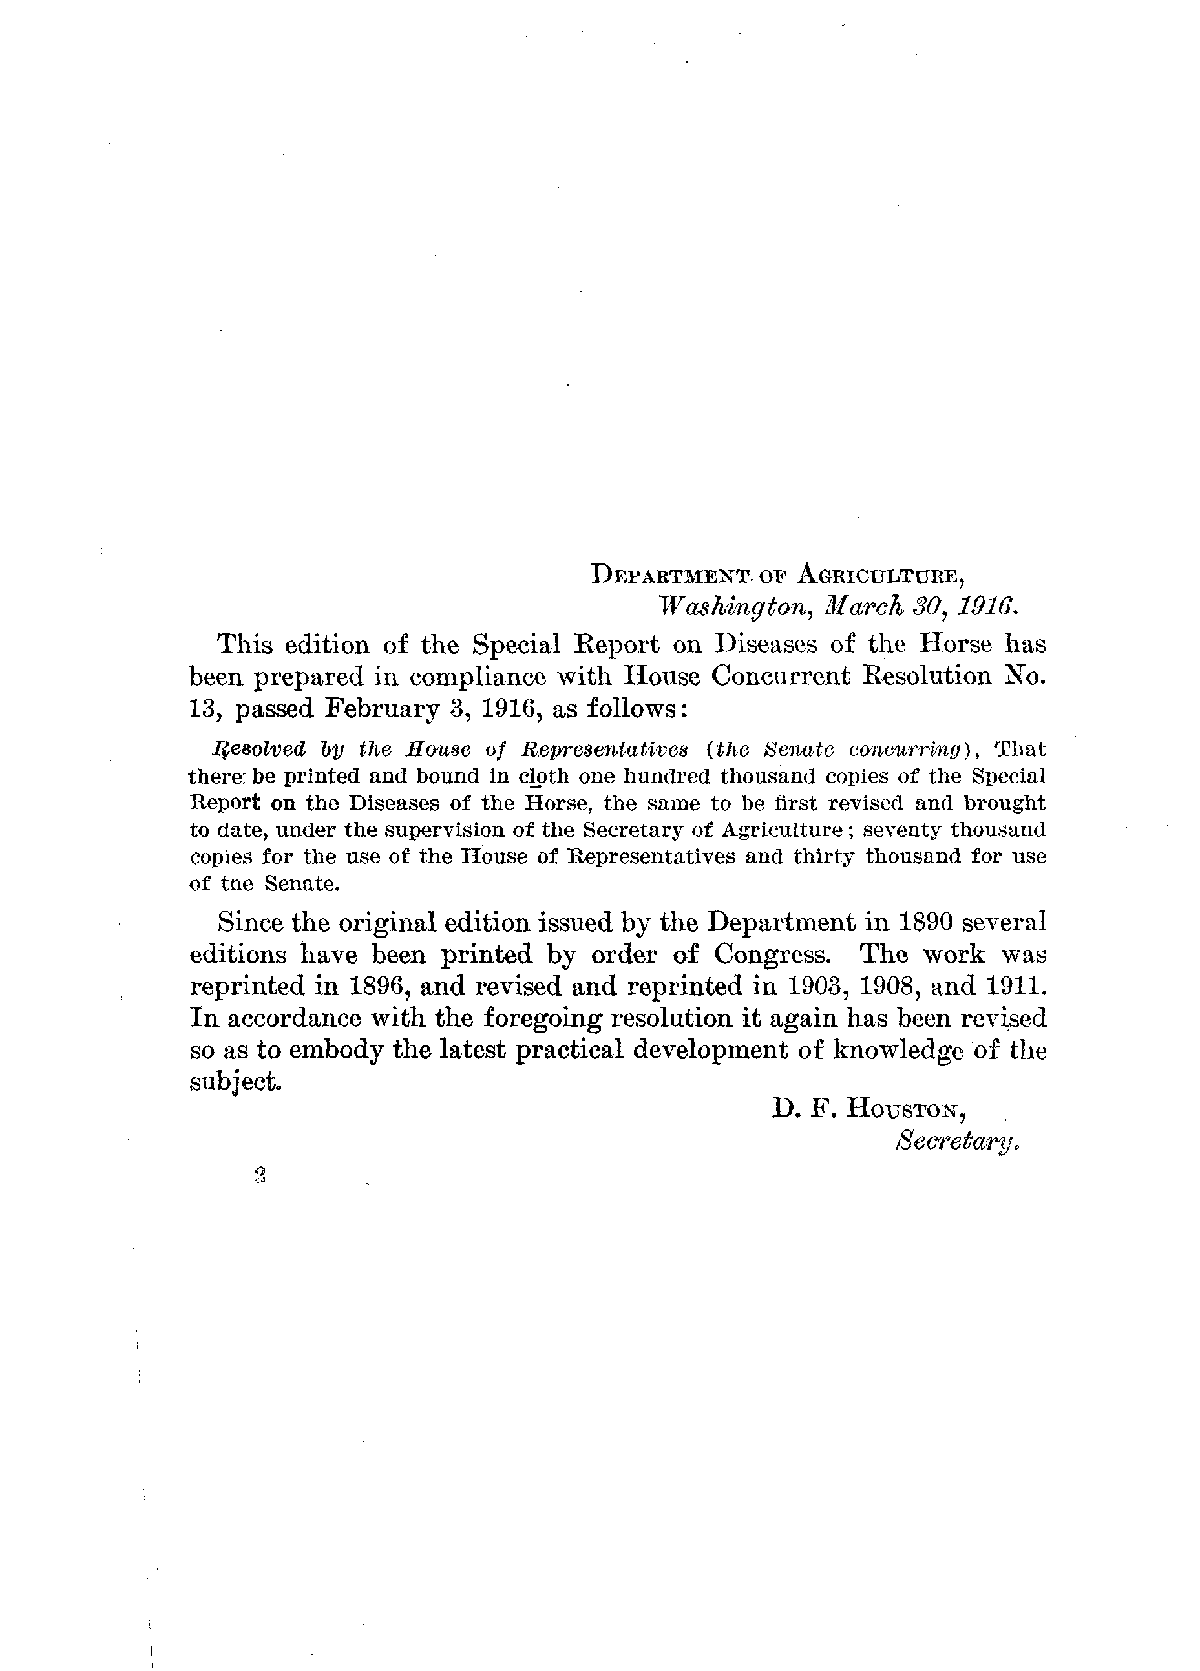 DEPARTMENT OF AGRICULTURE,
Washington, March 30, 1916.
This edition of the Special Report on Diseases of the Horse has
been prepared in compliance with House Concurrent Resolution No.
13, passed February 3, 1916, as follows:
Resolved by the House of Representatives (the Senate concurring), That
there be printed and bound in cloth one hundred thousand copies of the Special
Report on the Diseases of the Horse, the same to be first revised and brought
to date, under the supervision of the Secretary of Agriculture; seventy thousand
copies for the use of the House of Representatives and thirty thousand for use
of the Senate.
Since the original edition issued by the Department in 1890 several
editions have been printed by order of Congress. The work was
reprinted in 1896, and revised and reprinted in 1903, 1908, and 1911.
In accordance with the foregoing resolution it again has been revised
so as to embody the latest practical development of knowledge of the
subject.
D. F. HOUSTON,
Secretary.